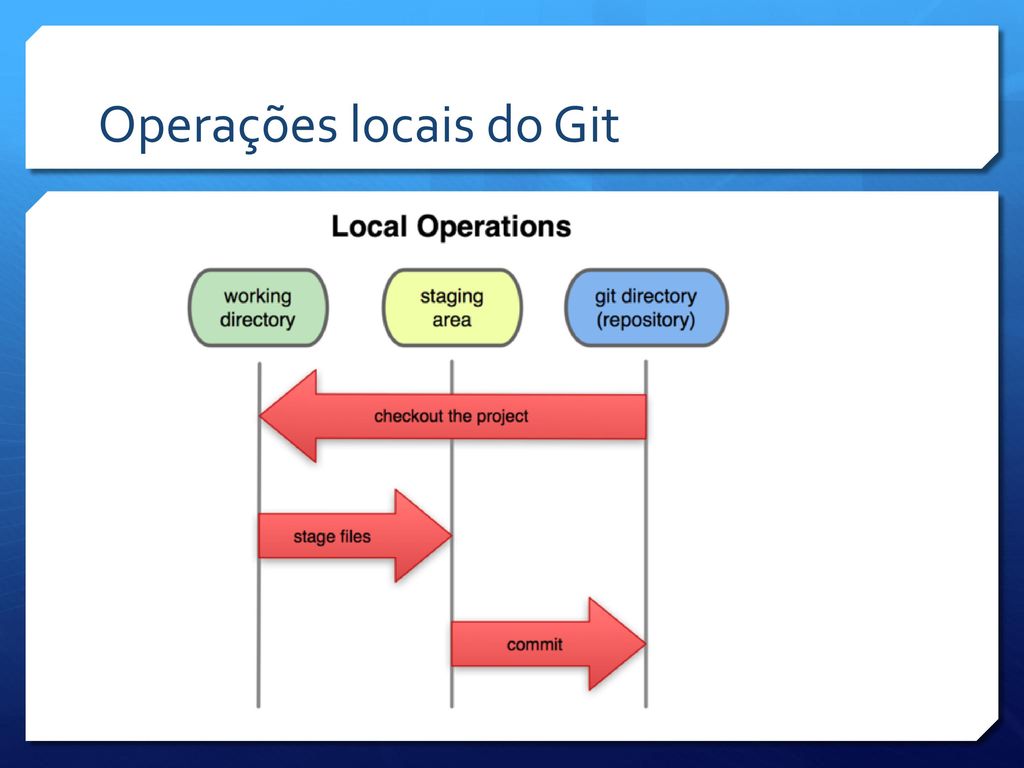 Operações locais do Git
Local Operations
working
directory
staging
area
git directory
(repository)
checkout the project
stage files
commit